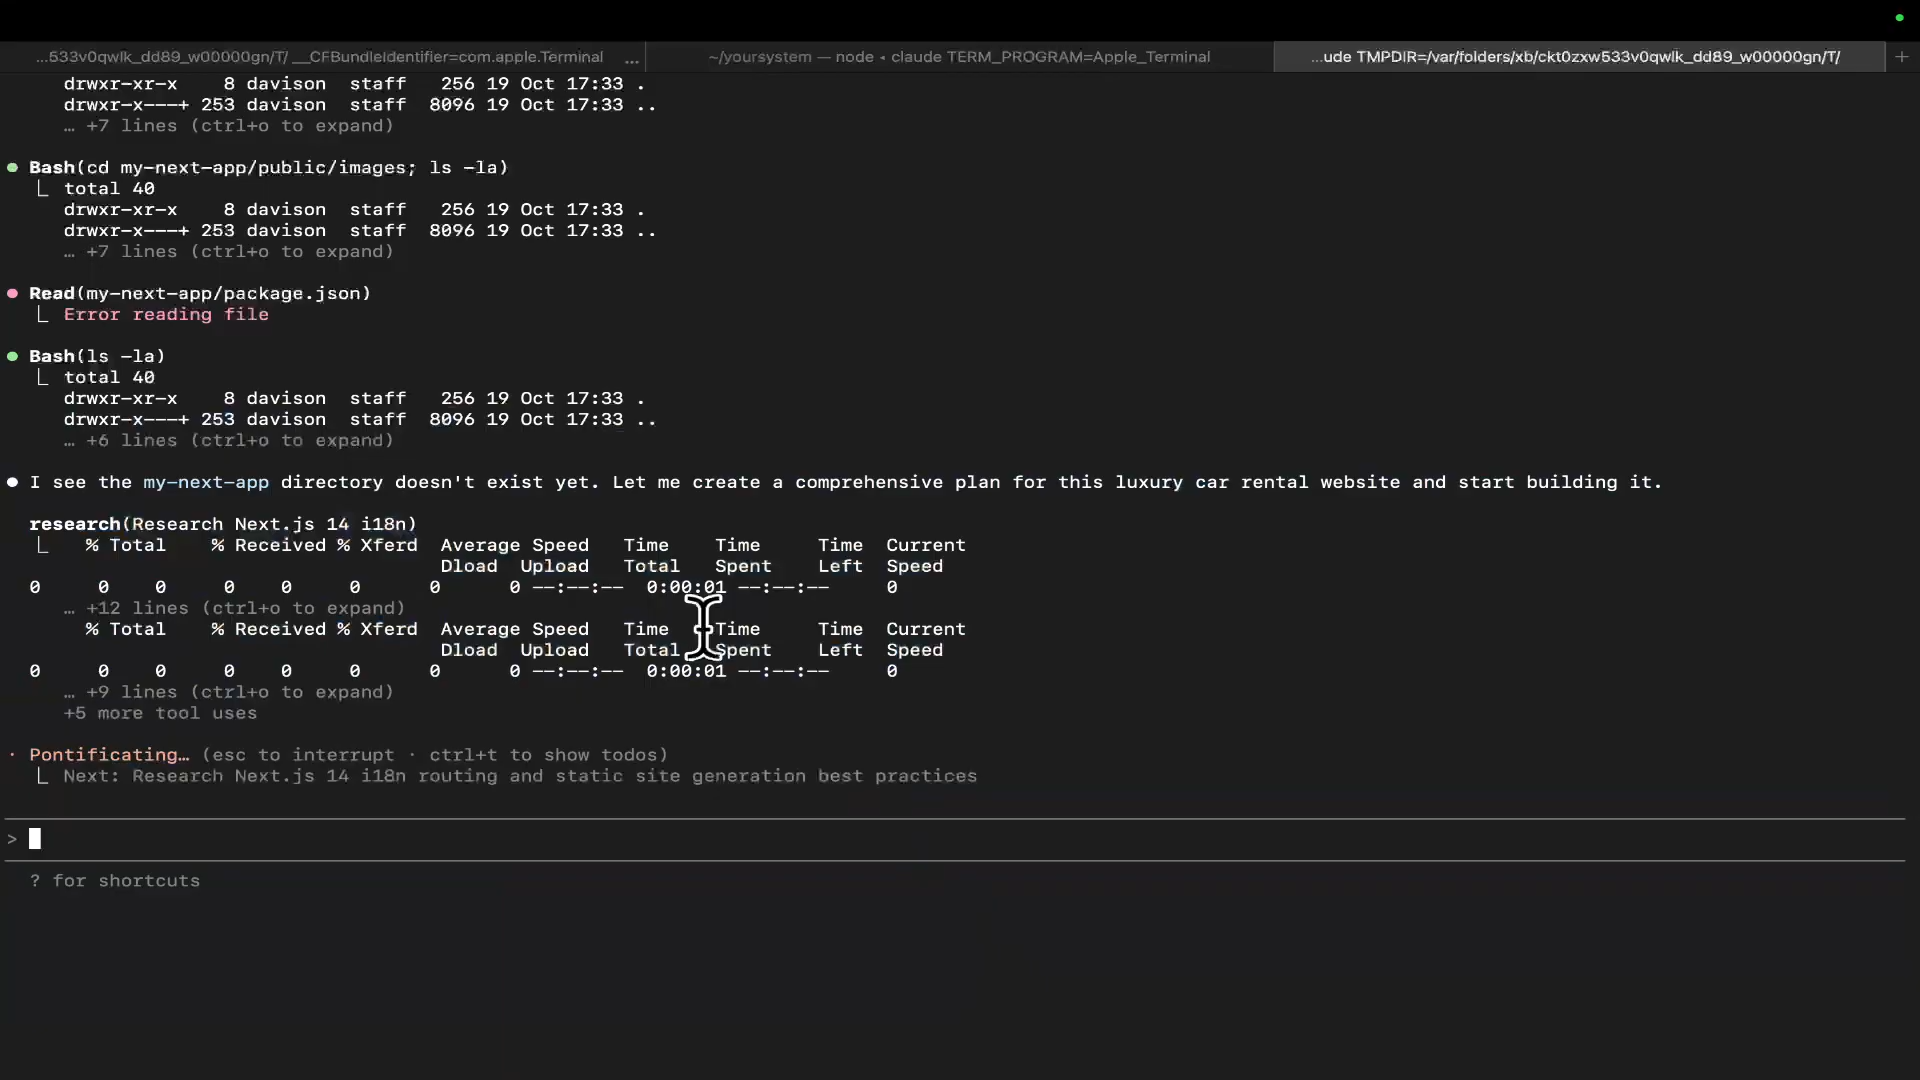 ...533v0qwlk_dd89_w00000gn/T/ __CFBundleIdentifier=com.apple.Terminal ... ~/yoursystem — node ◂ claude TERM_PROGRAM=Apple_Terminal ...ude TMPDIR=/var/folders/xb/ckt0zxw533v0qwlk_dd89_w00000gn/T/ +
drwxr-xr-x    8 davison  staff   256 19 Oct 17:33 .
drwxr-x---+ 253 davison  staff  8096 19 Oct 17:33 ..
… +7 lines (ctrl+o to expand)
● Bash(cd my-next-app/public/images; ls -la)
⎿ total 40
drwxr-xr-x    8 davison  staff   256 19 Oct 17:33 .
drwxr-x---+ 253 davison  staff  8096 19 Oct 17:33 ..
… +7 lines (ctrl+o to expand)
● Read(my-next-app/package.json)
⎿ Error reading file
● Bash(ls -la)
⎿ total 40
drwxr-xr-x    8 davison  staff   256 19 Oct 17:33 .
drwxr-x---+ 253 davison  staff  8096 19 Oct 17:33 ..
… +6 lines (ctrl+o to expand)
● I see the my-next-app directory doesn't exist yet. Let me create a comprehensive plan for this luxury car rental website and start building it.
research(Research Next.js 14 i18n)
⎿ % Total    % Received % Xferd  Average Speed   Time    Time     Time  Current
Dload  Upload   Total   Spent    Left  Speed
0     0    0     0    0     0      0      0 --:--:--  0:00:01 --:--:--     0
… +12 lines (ctrl+o to expand)
% Total    % Received % Xferd  Average Speed   Time    Time     Time  Current
Dload  Upload   Total   Spent    Left  Speed
0     0    0     0    0     0      0      0 --:--:--  0:00:01 --:--:--     0
… +9 lines (ctrl+o to expand)
+5 more tool uses
· Pontificating… (esc to interrupt · ctrl+t to show todos)
⎿ Next: Research Next.js 14 i18n routing and static site generation best practices
>
? for shortcuts